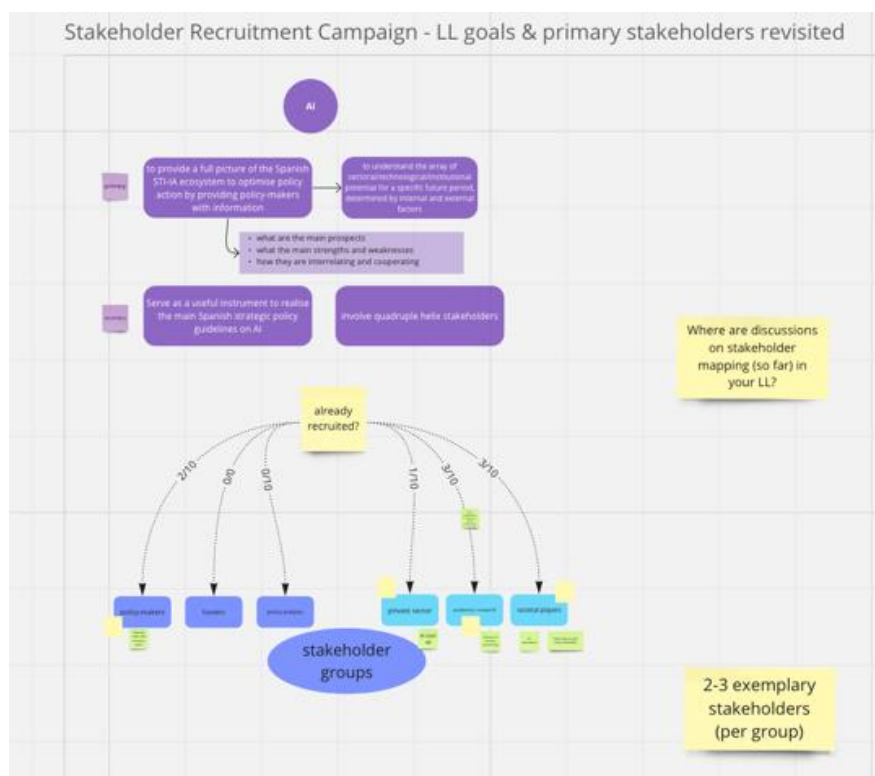 Stakeholder Recruitment Campaign - LL goals & primary stakeholders revisited
AI
primary
to provide a full picture of the Spanish
STI-IA ecosystem to optimise policy
action by providing policy-makers
with information
to understand the array of
sectorial/technological/institutional
potential for a specific future period,
determined by internal and external
factors
• what are the main prospects
• what the main strengths and weaknesses
• how they are interrelating and cooperating
Serve as a useful instrument to realise
the main Spanish strategic policy
guidelines on AI
involve quadruple helix stakeholders
Where are discussions
on stakeholder
mapping (so far) in
your LL?
already
recruited?
2/10
0/0
0/10
1/10
3/10
3/10
policy-makers
funders
private sector
societal players
stakeholder
groups
2-3 exemplary
stakeholders
(per group)